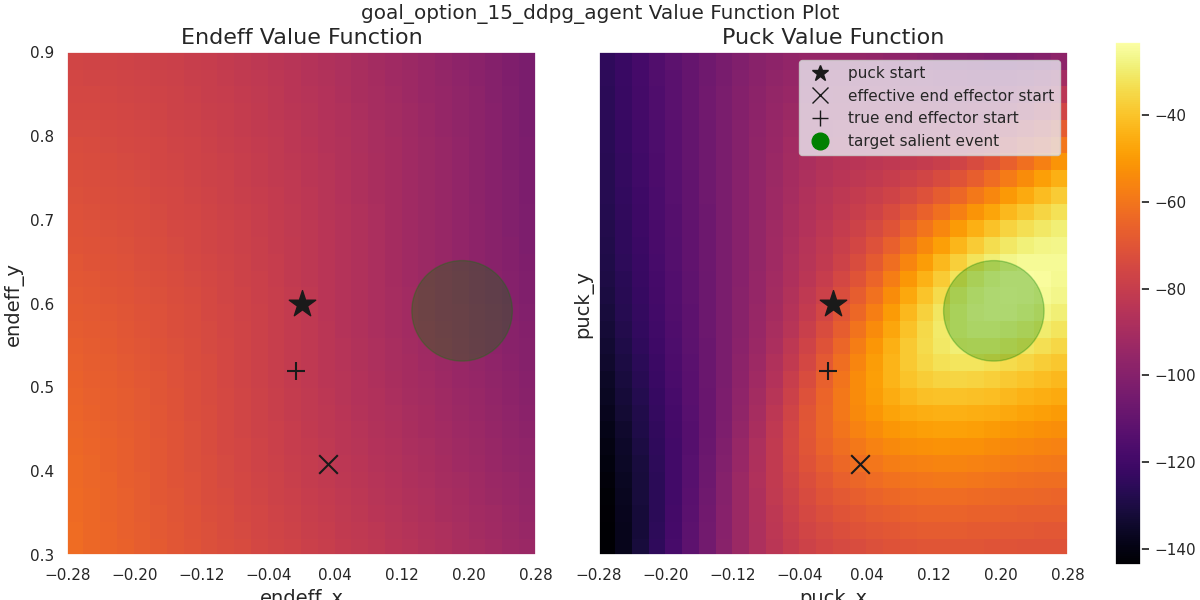 goal_option_15_ddpg_agent Value Function Plot
Endeff Value Function
Puck Value Function
0.9
0.8
0.7
0.6
0.5
0.4
0.3
endeff_y
−0.28 −0.20 −0.12 −0.04 0.04 0.12 0.20 0.28
endeff_x
puck_y
puck start
effective end effector start
true end effector start
target salient event
−0.28 −0.20 −0.12 −0.04 0.04 0.12 0.20 0.28
puck_x
−40
−60
−80
−100
−120
−140